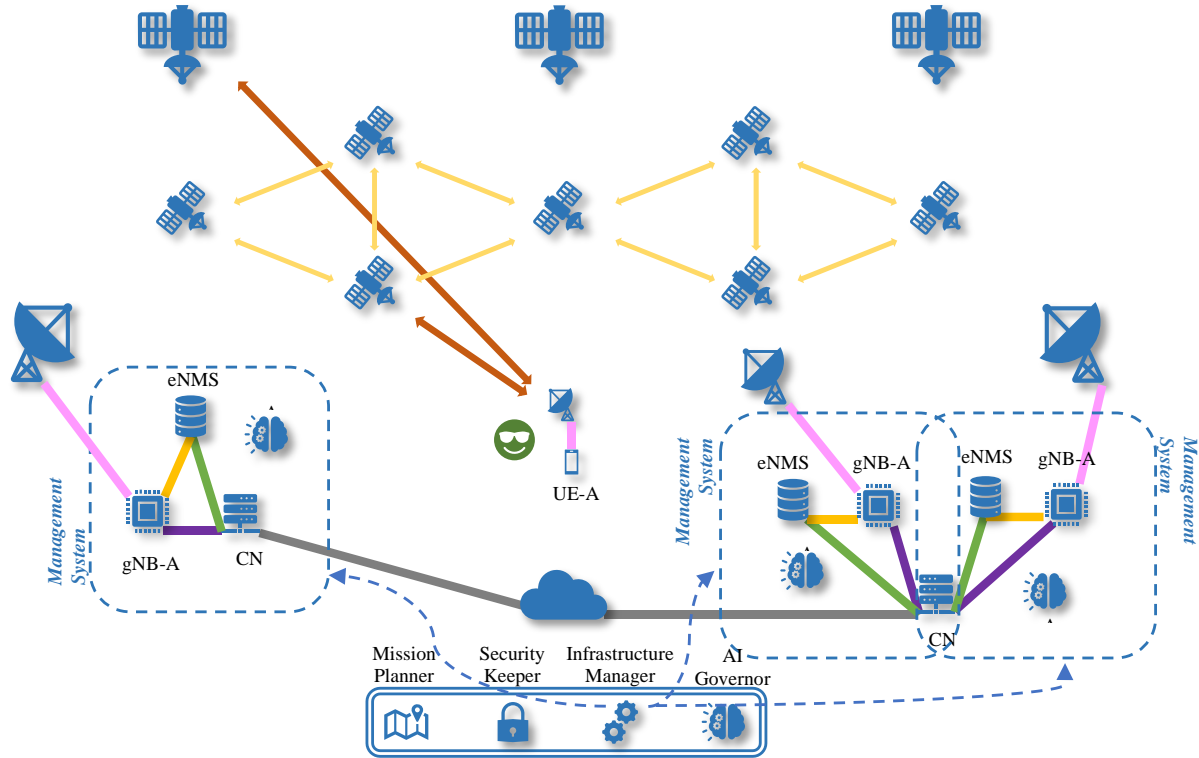 eNMS
Management
System
gNB-A
CN
UE-A
Management
System
eNMS
gNB-A
eNMS
gNB-A
Management
System
CN
Mission
Planner
Security
Keeper
Infrastructure
Manager
AI
Governor